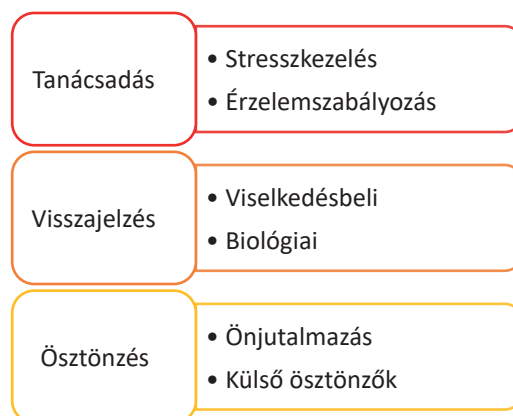 Tanácsadás
• Stresszkezelés
• Érzelemszabályozás
Visszajelzés
• Viselkedésbeli
• Biológiai
Ösztönzés
• Önjutalmazás
• Külső ösztönzők